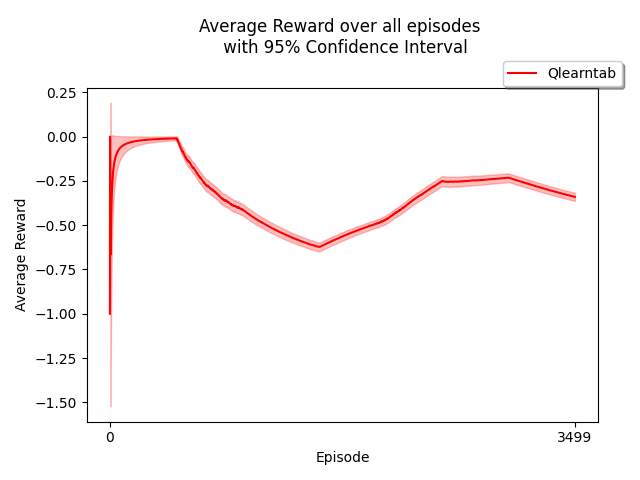 Average Reward over all episodes
with 95% Confidence Interval
Qlearntab
0.25
0.00
−0.25
−0.50
−0.75
−1.00
−1.25
−1.50
Average Reward
0
3499
Episode